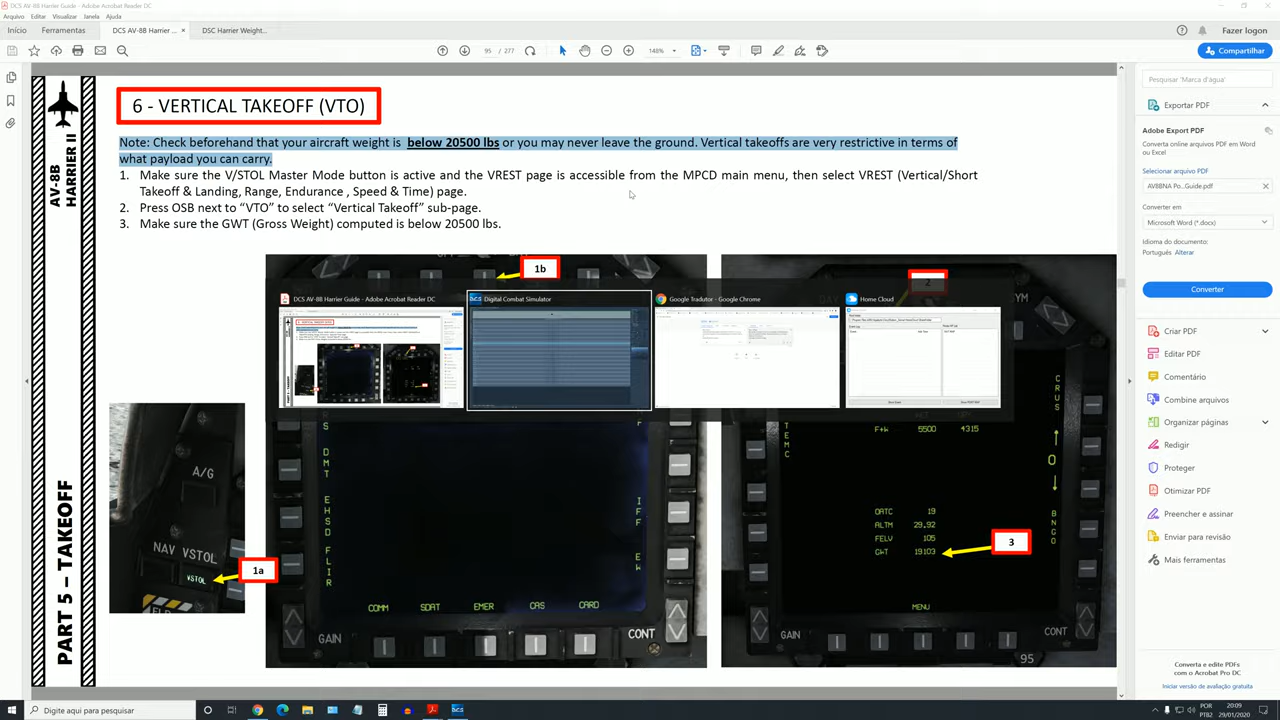 DCS AV-8B Harrier Guide - Adobe Acrobat Reader DC
Arquivo Editar Visualizar Janela Ajuda
Início Ferramentas DCS AV-8B Harrier ... × DSC Harrier Weight... Fazer logon
95 / 277 148% Compartilhar
6 - VERTICAL TAKEOFF (VTO)
Note: Check beforehand that your aircraft weight is below 20500 lbs or you may never leave the ground. Vertical takeoffs are very restrictive in terms of
what payload you can carry.
1. Make sure the V/STOL Master Mode button is active and the VREST page is accessible from the MPCD main menu, then select VREST (Vertical/Short
Takeoff & Landing, Range, Endurance , Speed & Time) page.
2. Press OSB next to "VTO" to select "Vertical Takeoff" sub-page.
3. Make sure the GWT (Gross Weight) computed is below 20500 lbs.
AV-8B
HARRIER II
PART 5 – TAKEOFF
1b
2
DCS AV-8B Harrier Guide - Adobe Acrobat Reader DC
Digital Combat Simulator
Google Tradutor - Google Chrome
Home Cloud
A/G
NAV VSTOL
VSTOL
1a
DMT
EHSD
FLIR
IFF
EW
COMM SDAT EMER CAS CARD
GAIN
CONT
YM
CRUS
0
BNGO
TEMC
F+W 5500 4315
OATC 19
ALTM 29.92
FELV 105
GWT 19103
3
MENU
GAIN
CONT
95
Pesquisar 'Marca d'água'
Exportar PDF
Adobe Export PDF
Converta online arquivos PDF em Word
ou Excel
Selecionar arquivo PDF
AV8BNA Po...Guide.pdf ×
Converter em
Microsoft Word (*.docx)
Idioma do documento:
Português Alterar
Converter
Criar PDF
Editar PDF
Comentário
Combine arquivos
Organizar páginas
Redigir
Proteger
Otimizar PDF
Preencher e assinar
Enviar para revisão
Mais ferramentas
Converta e edite PDFs
com o Acrobat Pro DC
Iniciar versão de avaliação gratuita
Digite aqui para pesquisar
POR
PTB2
20:09
29/01/2020